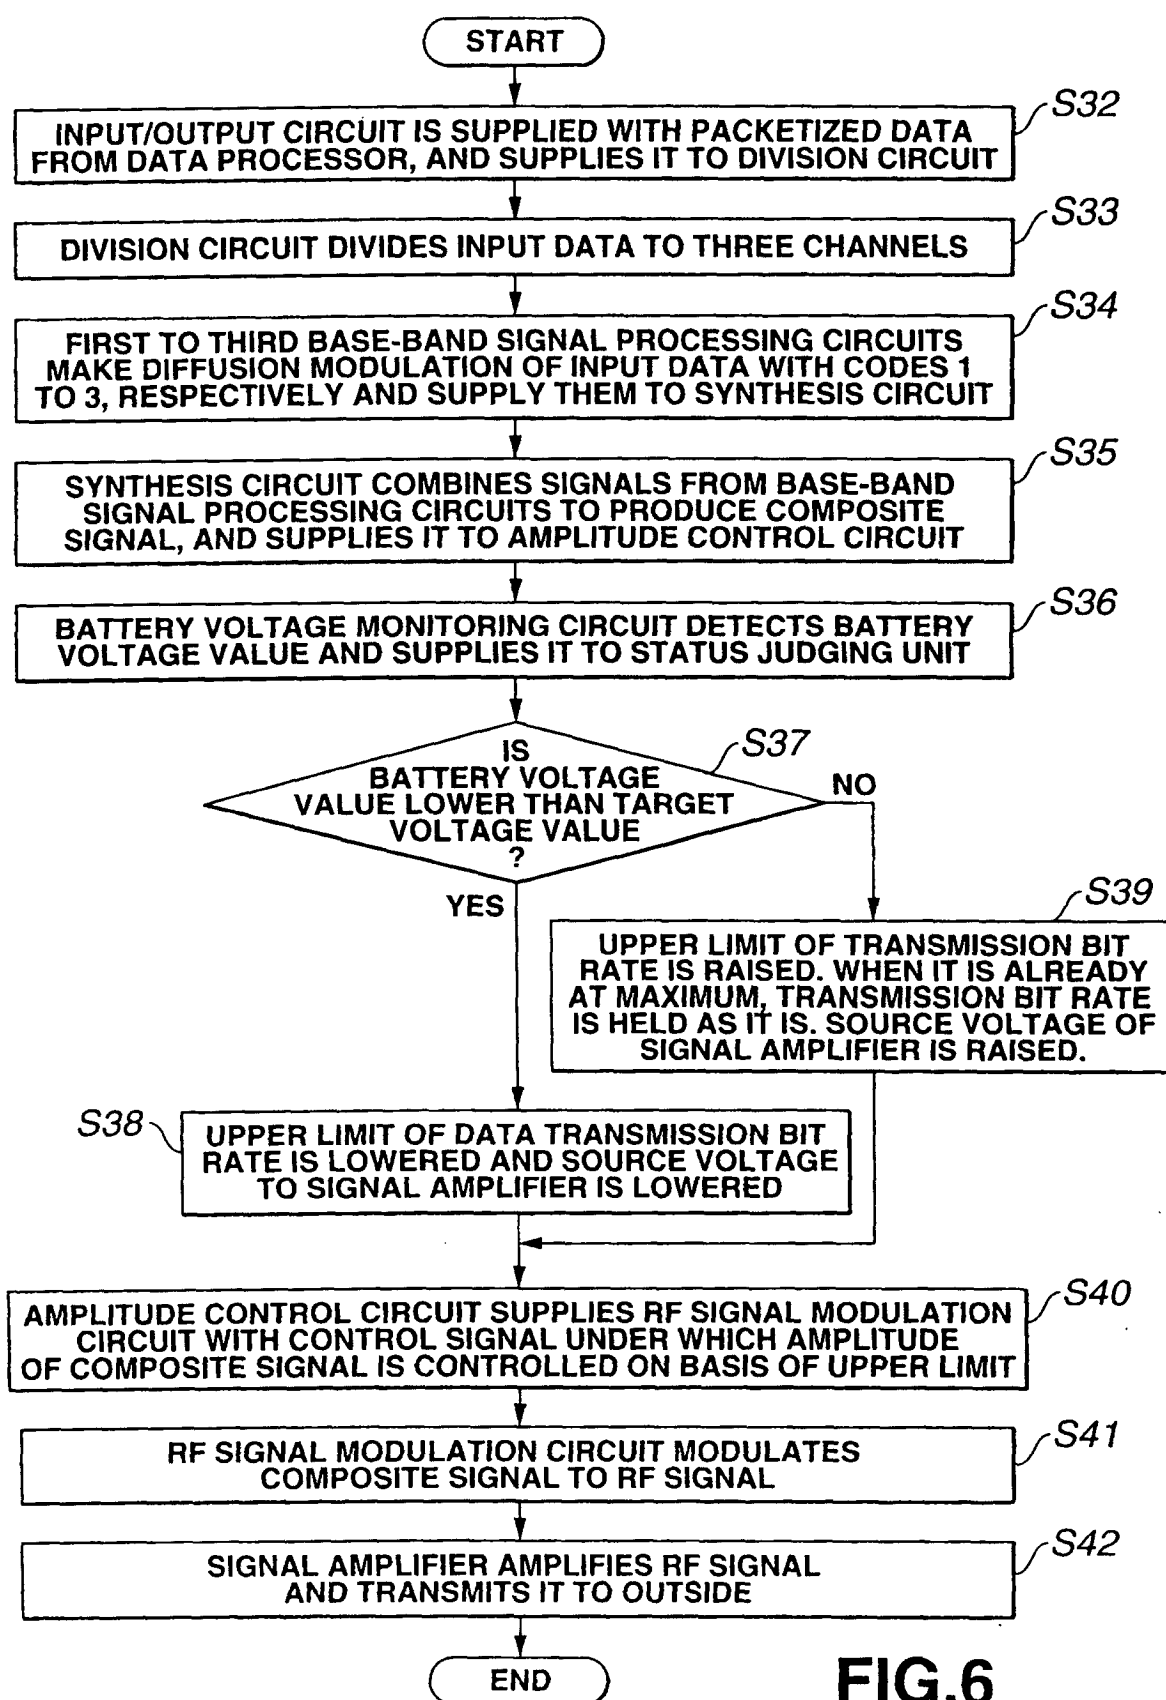 START
S32
INPUT/OUTPUT CIRCUIT IS SUPPLIED WITH PACKETIZED DATA
FROM DATA PROCESSOR, AND SUPPLIES IT TO DIVISION CIRCUIT
S33
DIVISION CIRCUIT DIVIDES INPUT DATA TO THREE CHANNELS
S34
FIRST TO THIRD BASE-BAND SIGNAL PROCESSING CIRCUITS
MAKE DIFFUSION MODULATION OF INPUT DATA WITH CODES 1
TO 3, RESPECTIVELY AND SUPPLY THEM TO SYNTHESIS CIRCUIT
S35
SYNTHESIS CIRCUIT COMBINES SIGNALS FROM BASE-BAND
SIGNAL PROCESSING CIRCUITS TO PRODUCE COMPOSITE
SIGNAL, AND SUPPLIES IT TO AMPLITUDE CONTROL CIRCUIT
S36
BATTERY VOLTAGE MONITORING CIRCUIT DETECTS BATTERY
VOLTAGE VALUE AND SUPPLIES IT TO STATUS JUDGING UNIT
S37
IS
BATTERY VOLTAGE
VALUE LOWER THAN TARGET
VOLTAGE VALUE
?
NO
YES
S39
UPPER LIMIT OF TRANSMISSION BIT
RATE IS RAISED. WHEN IT IS ALREADY
AT MAXIMUM, TRANSMISSION BIT RATE
IS HELD AS IT IS. SOURCE VOLTAGE OF
SIGNAL AMPLIFIER IS RAISED.
S38
UPPER LIMIT OF DATA TRANSMISSION BIT
RATE IS LOWERED AND SOURCE VOLTAGE
TO SIGNAL AMPLIFIER IS LOWERED
S40
AMPLITUDE CONTROL CIRCUIT SUPPLIES RF SIGNAL MODULATION
CIRCUIT WITH CONTROL SIGNAL UNDER WHICH AMPLITUDE
OF COMPOSITE SIGNAL IS CONTROLLED ON BASIS OF UPPER LIMIT
S41
RF SIGNAL MODULATION CIRCUIT MODULATES
COMPOSITE SIGNAL TO RF SIGNAL
S42
SIGNAL AMPLIFIER AMPLIFIES RF SIGNAL
AND TRANSMITS IT TO OUTSIDE
END
FIG.6